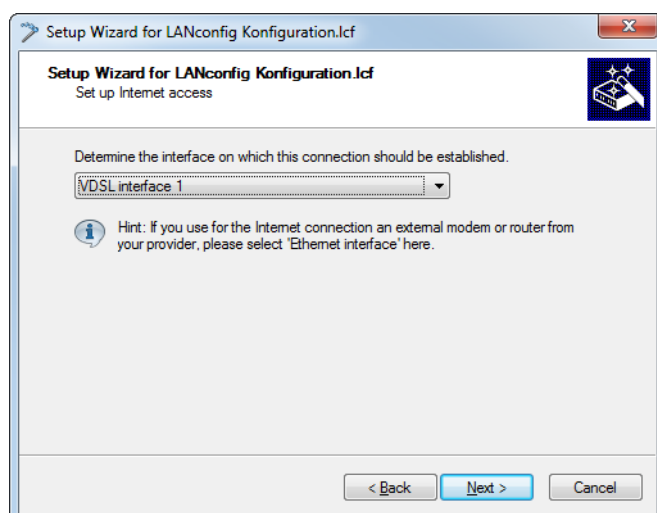 Setup Wizard for LANconfig Konfiguration.lcf
Setup Wizard for LANconfig Konfiguration.lcf
Set up Internet access
Determine the interface on which this connection should be established.
VDSL interface 1
Hint: If you use for the Internet connection an external modem or router from
your provider, please select 'Ethernet interface' here.
< Back
Next >
Cancel